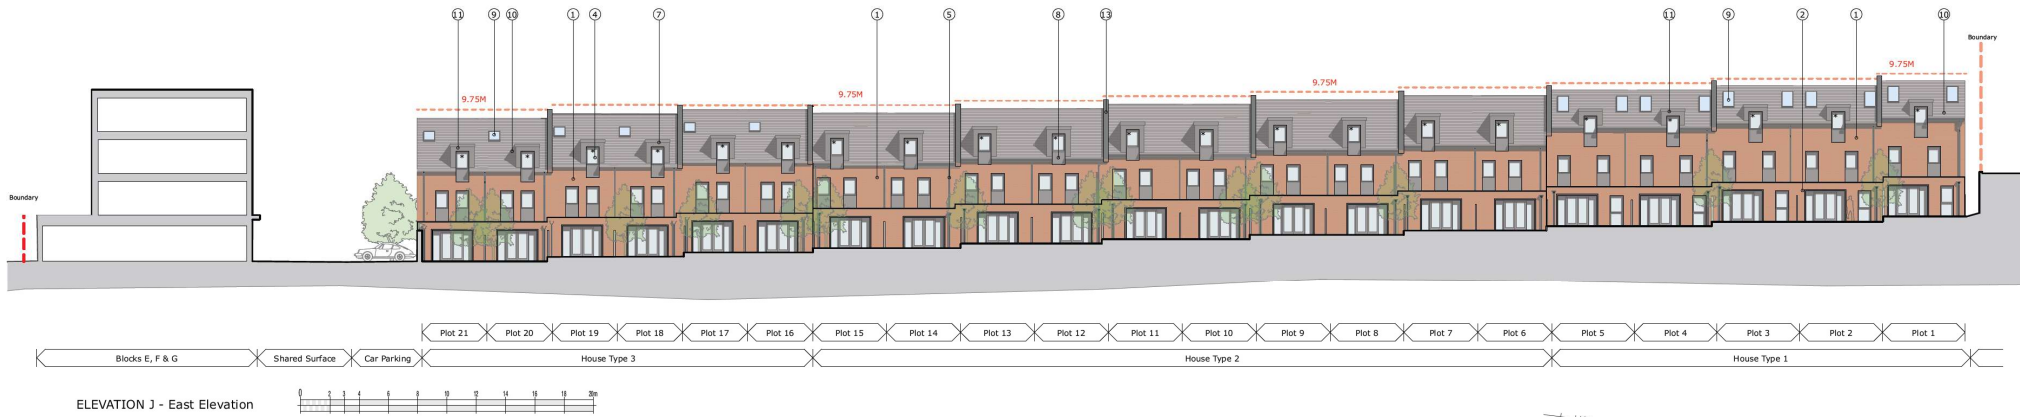 11 9 10 1 4 7 1 5 8 13 11 9 2 1 10
Boundary
9.75M 9.75M 9.75M 9.75M
Boundary
Plot 21 Plot 20 Plot 19 Plot 18 Plot 17 Plot 16 Plot 15 Plot 14 Plot 13 Plot 12 Plot 11 Plot 10 Plot 9 Plot 8 Plot 7 Plot 6 Plot 5 Plot 4 Plot 3 Plot 2 Plot 1
Blocks E, F & G Shared Surface Car Parking House Type 3 House Type 2 House Type 1
ELEVATION J - East Elevation
0 2 3 4 6 8 10 12 14 16 18 20m